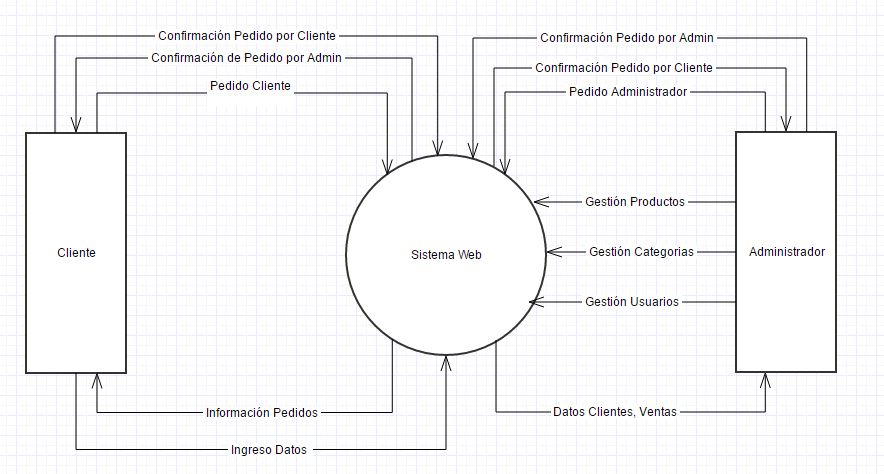 Confirmación Pedido por Cliente
Confirmación Pedido por Admin
Confirmación de Pedido por Admin
Confirmación Pedido por Cliente
Pedido Cliente
Pedido Administrador
Gestión Productos
Cliente
Sistema Web
Gestión Categorias
Administrador
Gestión Usuarios
Información Pedidos
Datos Clientes, Ventas
Ingreso Datos